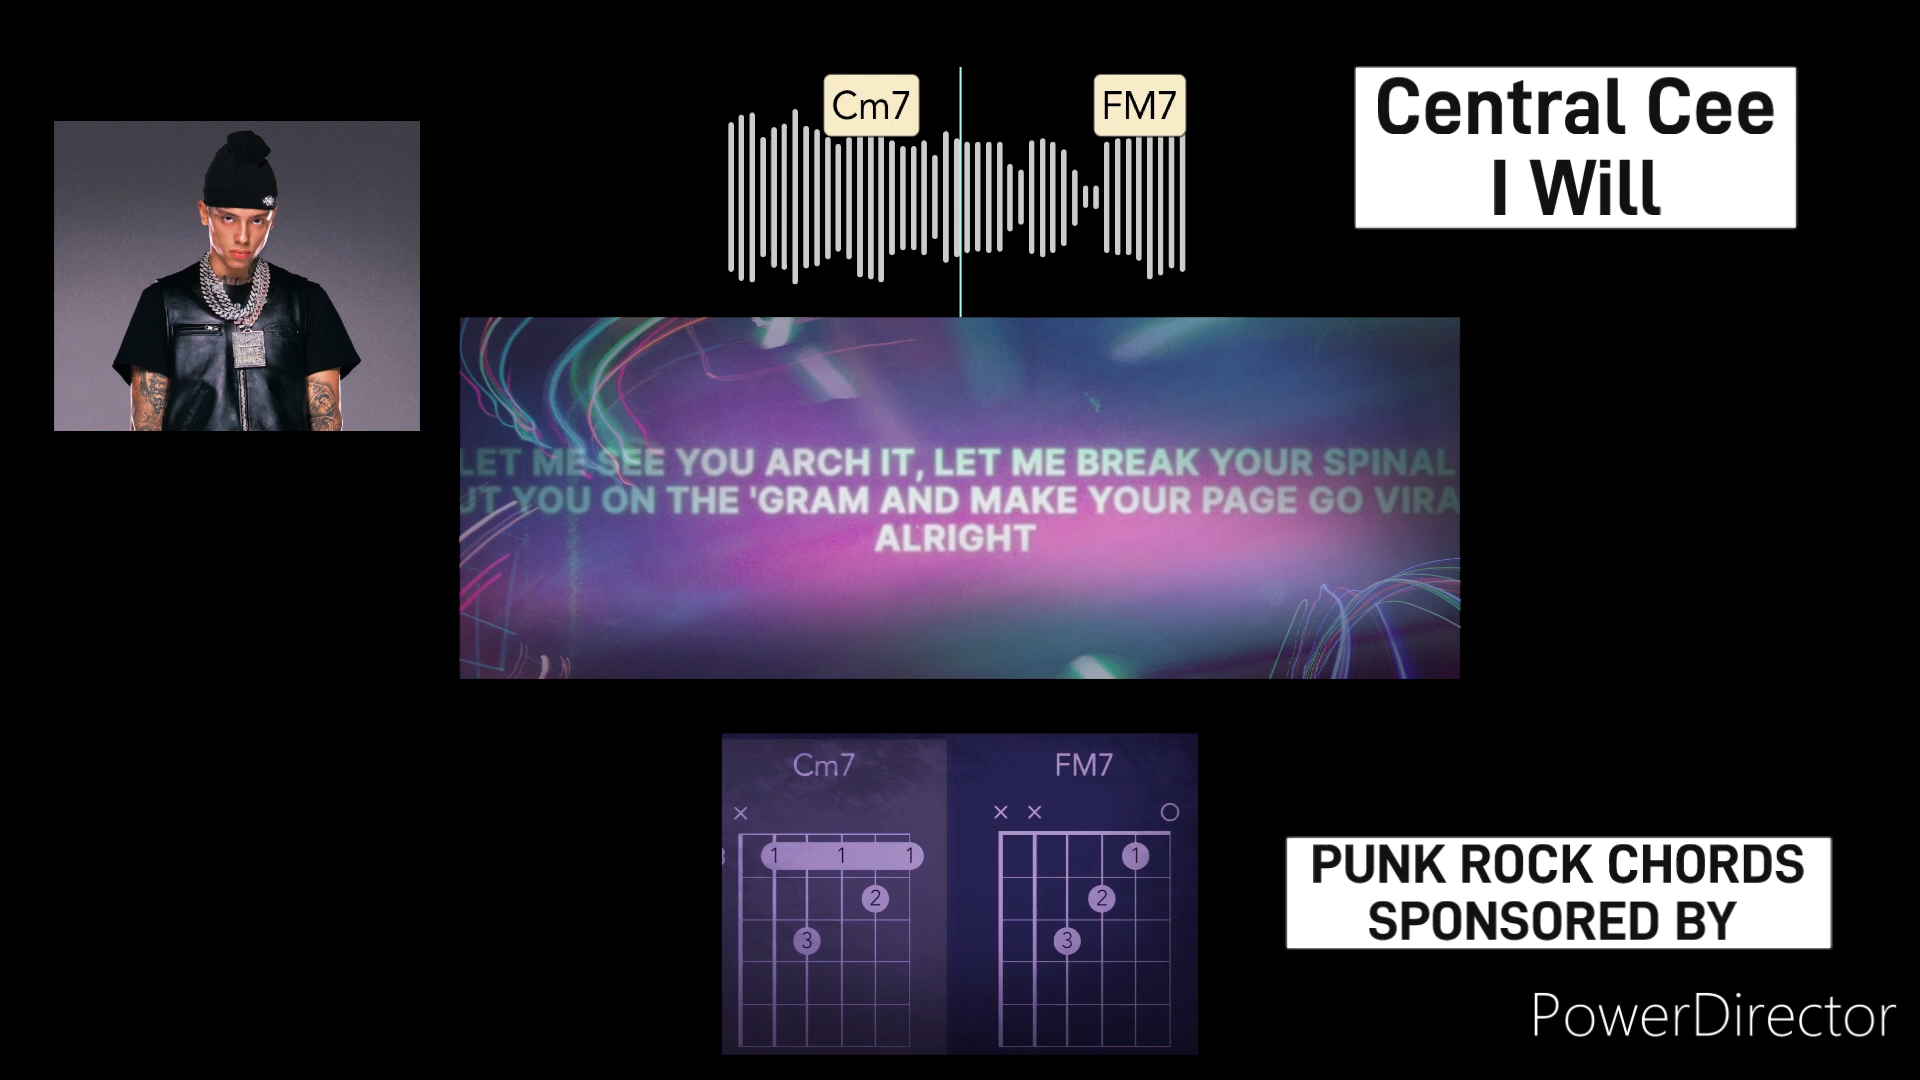 Cm7
FM7
Central Cee
I Will
LET ME SEE YOU ARCH IT, LET ME BREAK YOUR SPINAL
YOU ON THE 'GRAM AND MAKE YOUR PAGE GO
ALRIGHT
Cm7
FM7
×
× × ○
1 1 1
1
2
2
3
3
PUNK ROCK CHORDS
SPONSORED BY
PowerDirector